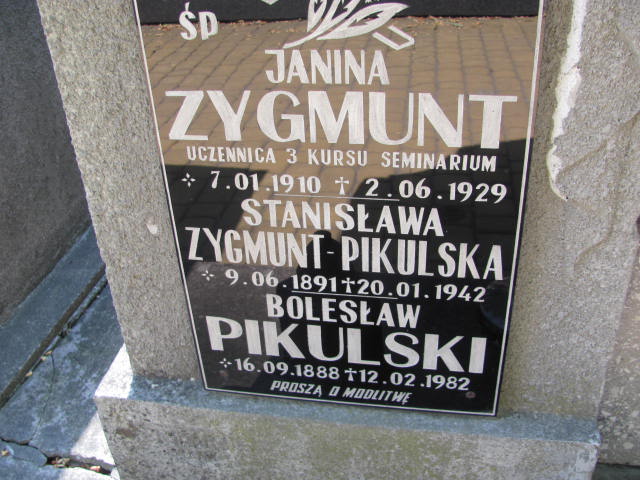 ŚP
JANINA
ZYGMUNT
UCZENNICA 3 KURSU SEMINARIUM
7.01.1910 † 2.06.1929
STANISŁAWA
ZYGMUNT-PIKULSKA
9.06.1891 † 20.01.1942
BOLESŁAW
PIKULSKI
16.09.1888 † 12.02.1982
PROSZĄ O MODLITWĘ